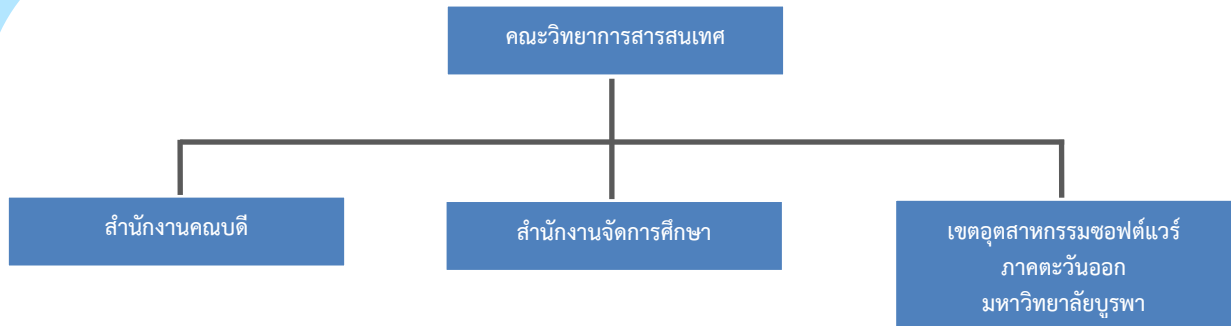 คณะวิทยาการสารสนเทศ
สำนักงานคณบดี
สำนักงานจัดการศึกษา
เขตอุตสาหกรรมซอฟต์แวร์
ภาคตะวันออก
มหาวิทยาลัยบูรพา